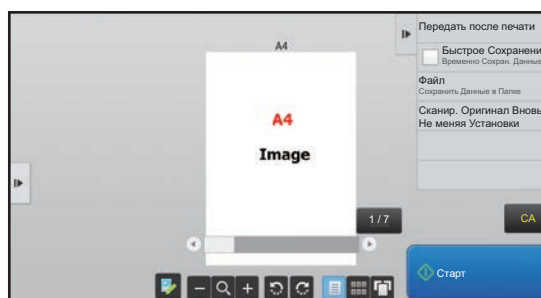 A4
A4
Image
1 / 7
Передать после печати
Быстрое Сохранени
Временно Сохран. Данные
Файл
Сохранить Данные в Папке
Сканир. Оригинал Вновь
Не меняя Установки
CA
Старт